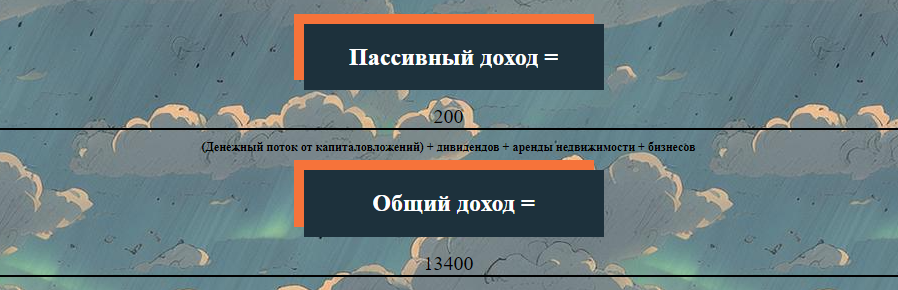 Пассивный доход =
200
(Денежный поток от капиталовложений) + дивидендов + аренды недвижимости + бизнесов
Общий доход =
13400